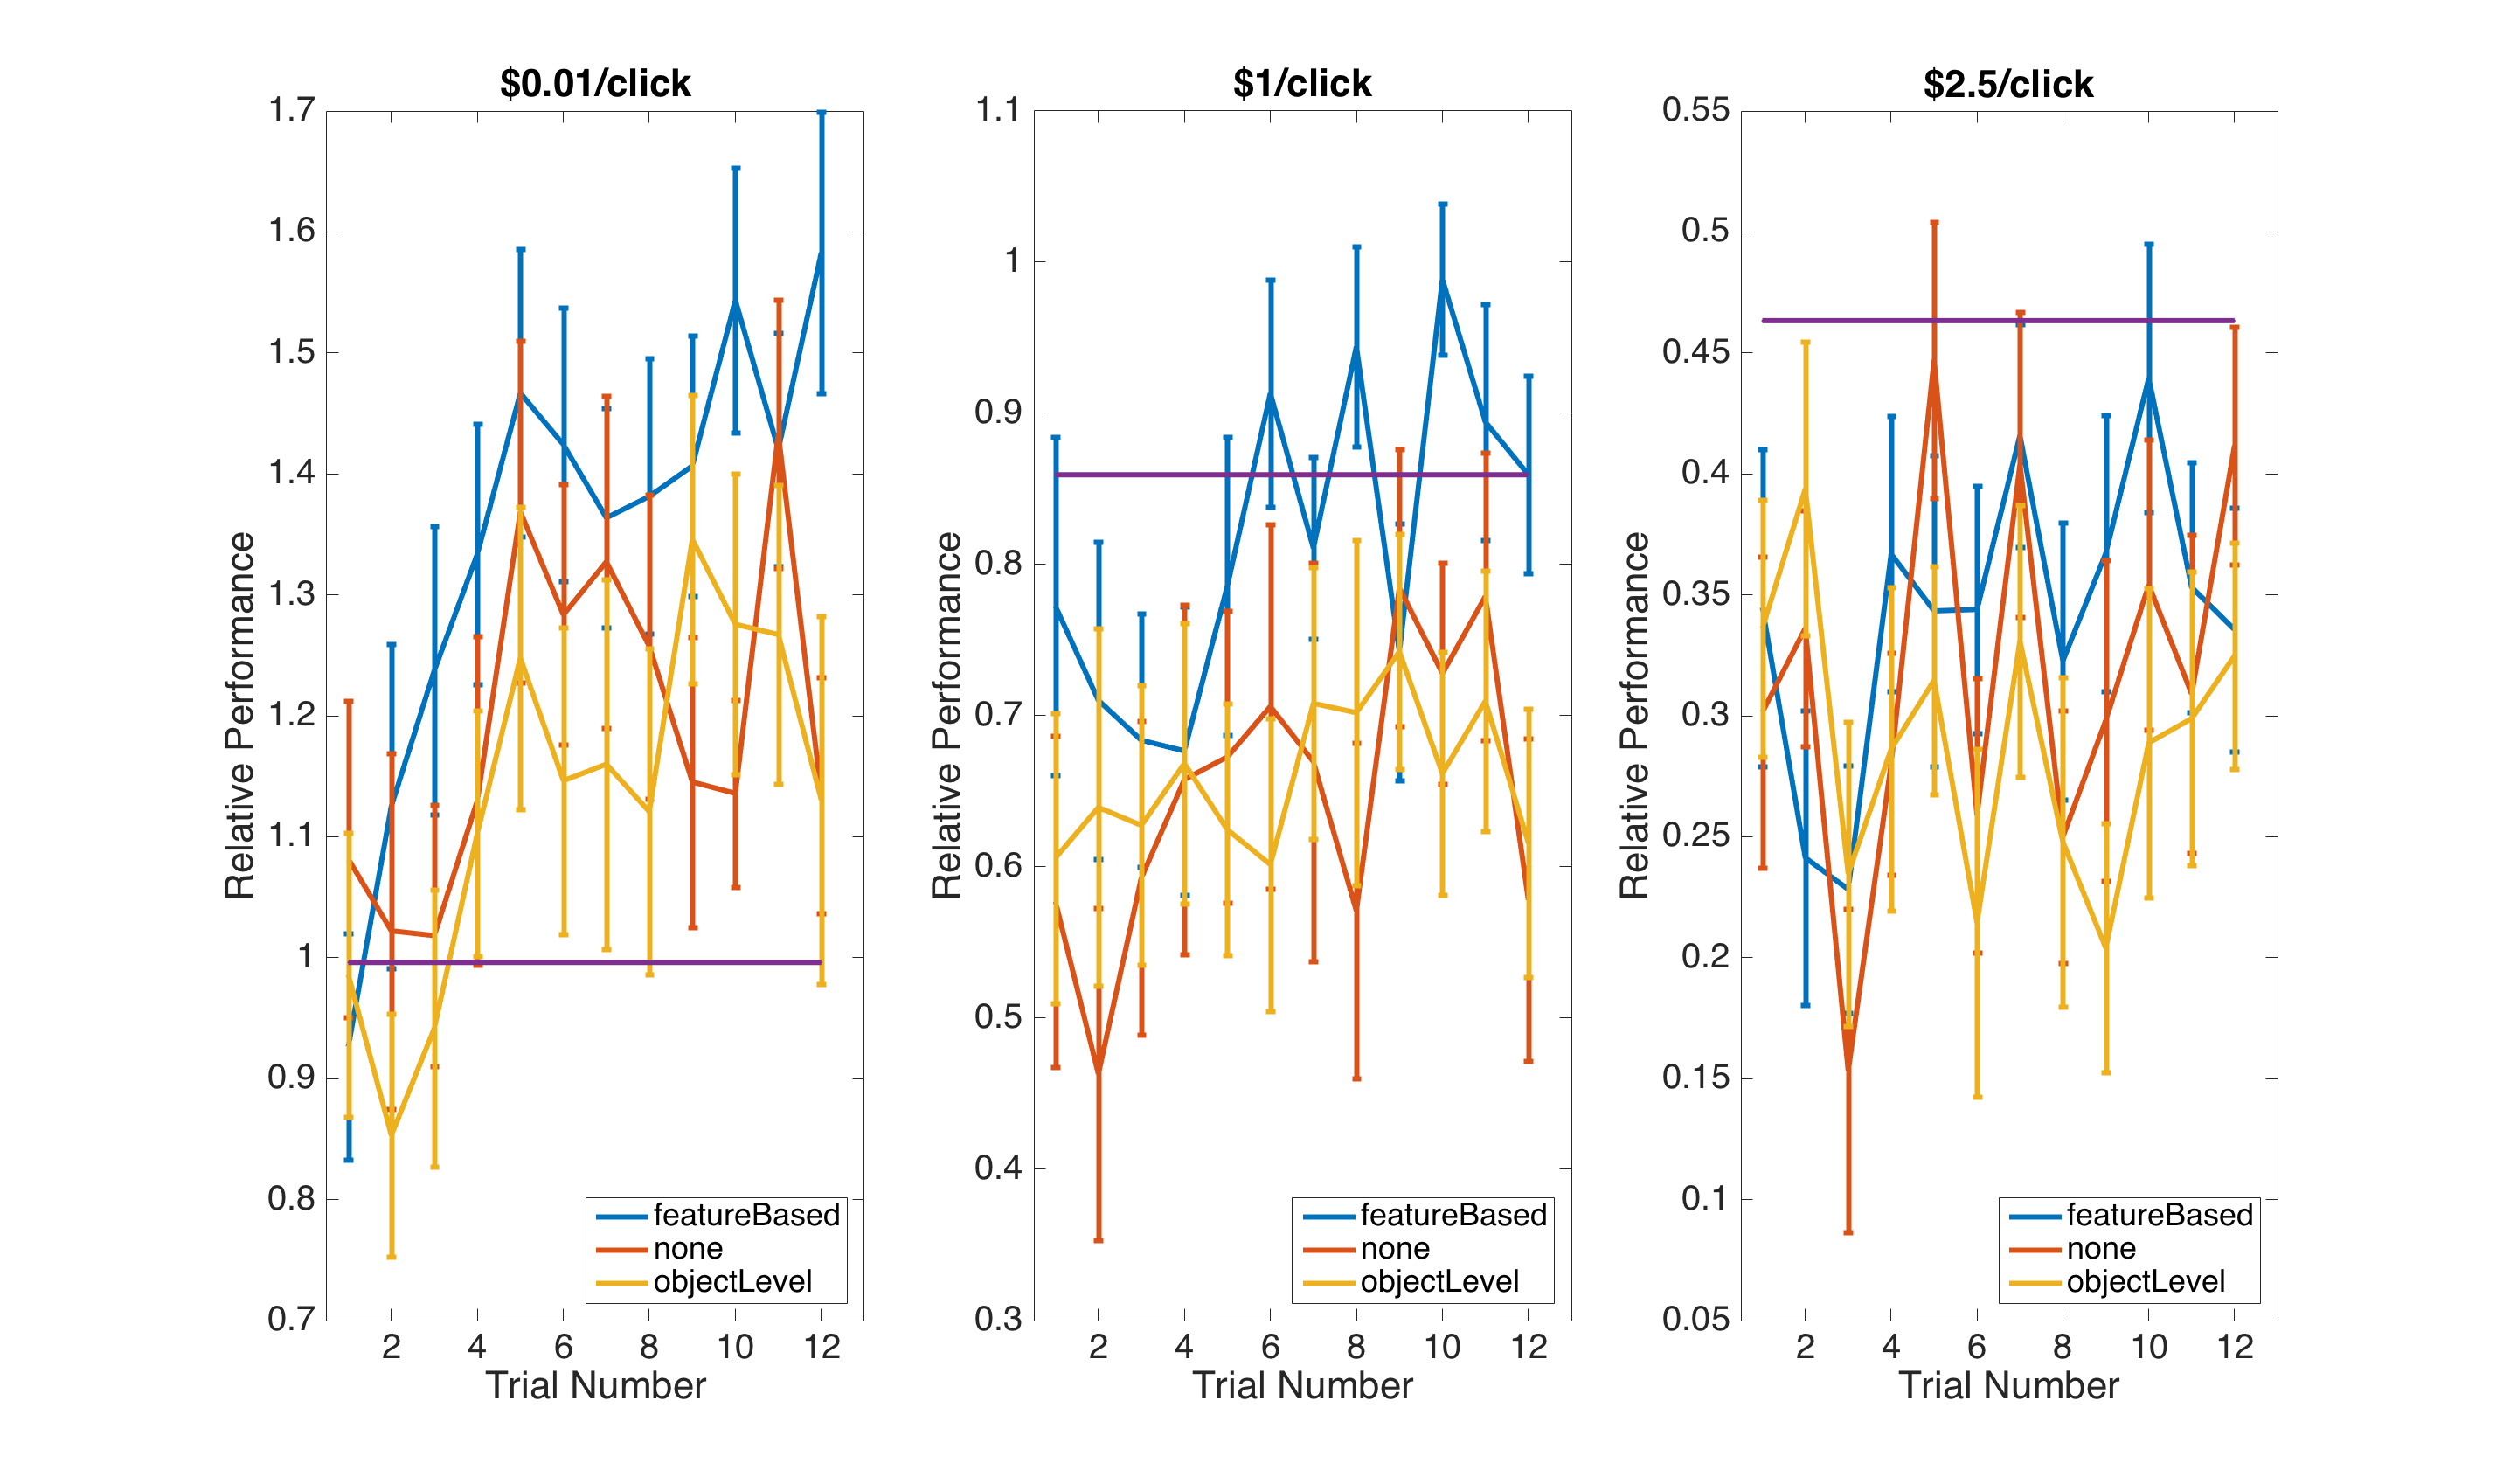 $0.01/click
1.7
1.6
1.5
1.4
1.3
1.2
1.1
1
0.9
0.8
0.7
Relative Performance
2 4 6 8 10 12
Trial Number
featureBased
none
objectLevel
$1/click
1.1
1
0.9
0.8
0.7
0.6
0.5
0.4
0.3
Relative Performance
2 4 6 8 10 12
Trial Number
featureBased
none
objectLevel
$2.5/click
0.55
0.5
0.45
0.4
0.35
0.3
0.25
0.2
0.15
0.1
0.05
Relative Performance
2 4 6 8 10 12
Trial Number
featureBased
none
objectLevel